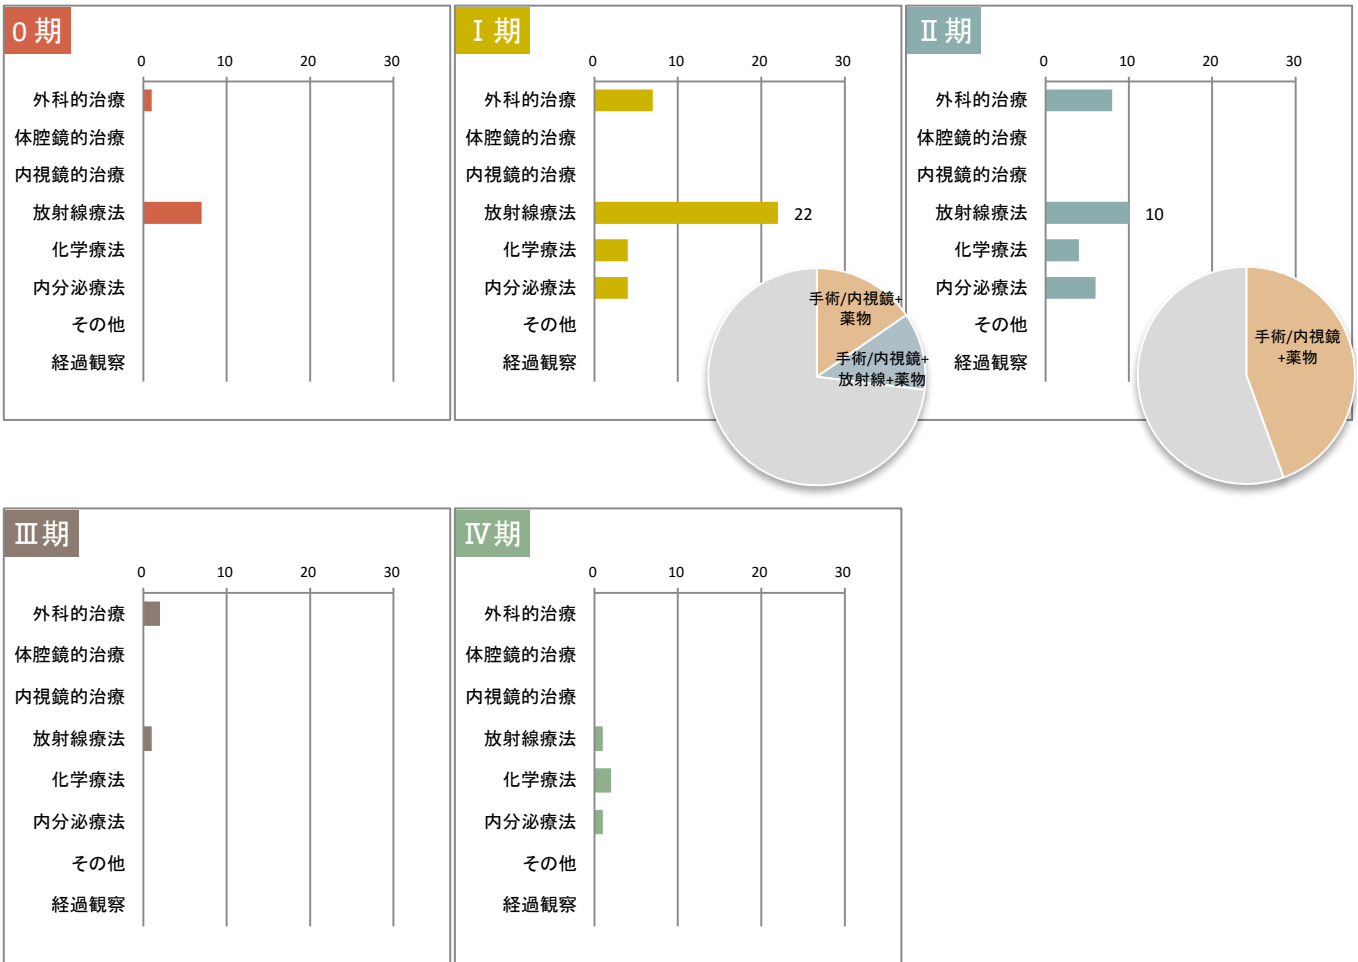 0 期
0 10 20 30
外科的治療
体腔鏡的治療
内視鏡的治療
放射線療法
化学療法
内分泌療法
その他
経過観察
Ⅰ 期
0 10 20 30
外科的治療
体腔鏡的治療
内視鏡的治療
放射線療法 22
化学療法
内分泌療法
その他
経過観察
手術/内視鏡+
薬物
手術/内視鏡+
放射線+薬物
Ⅱ 期
0 10 20 30
外科的治療
体腔鏡的治療
内視鏡的治療
放射線療法 10
化学療法
内分泌療法
その他
経過観察
手術/内視鏡
+薬物
Ⅲ 期
0 10 20 30
外科的治療
体腔鏡的治療
内視鏡的治療
放射線療法
化学療法
内分泌療法
その他
経過観察
Ⅳ 期
0 10 20 30
外科的治療
体腔鏡的治療
内視鏡的治療
放射線療法
化学療法
内分泌療法
その他
経過観察